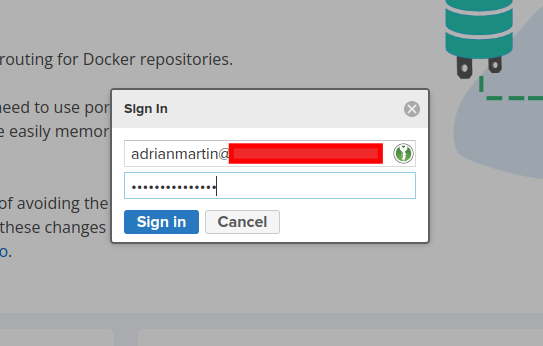 routing for Docker repositories.
need to use por
e easily memor
Sign In
adrianmartin@
•••••••••••••••
Sign in Cancel
of avoiding the
these changes
o.